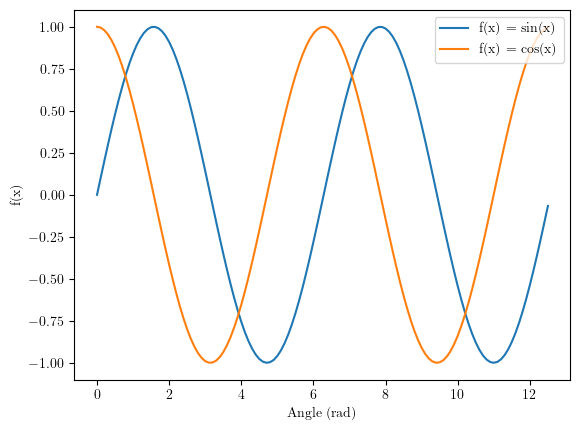 f(x) = sin(x)
f(x) = cos(x)
1.00
0.75
0.50
0.25
0.00
−0.25
−0.50
−0.75
−1.00
f(x)
0 2 4 6 8 10 12
Angle (rad)